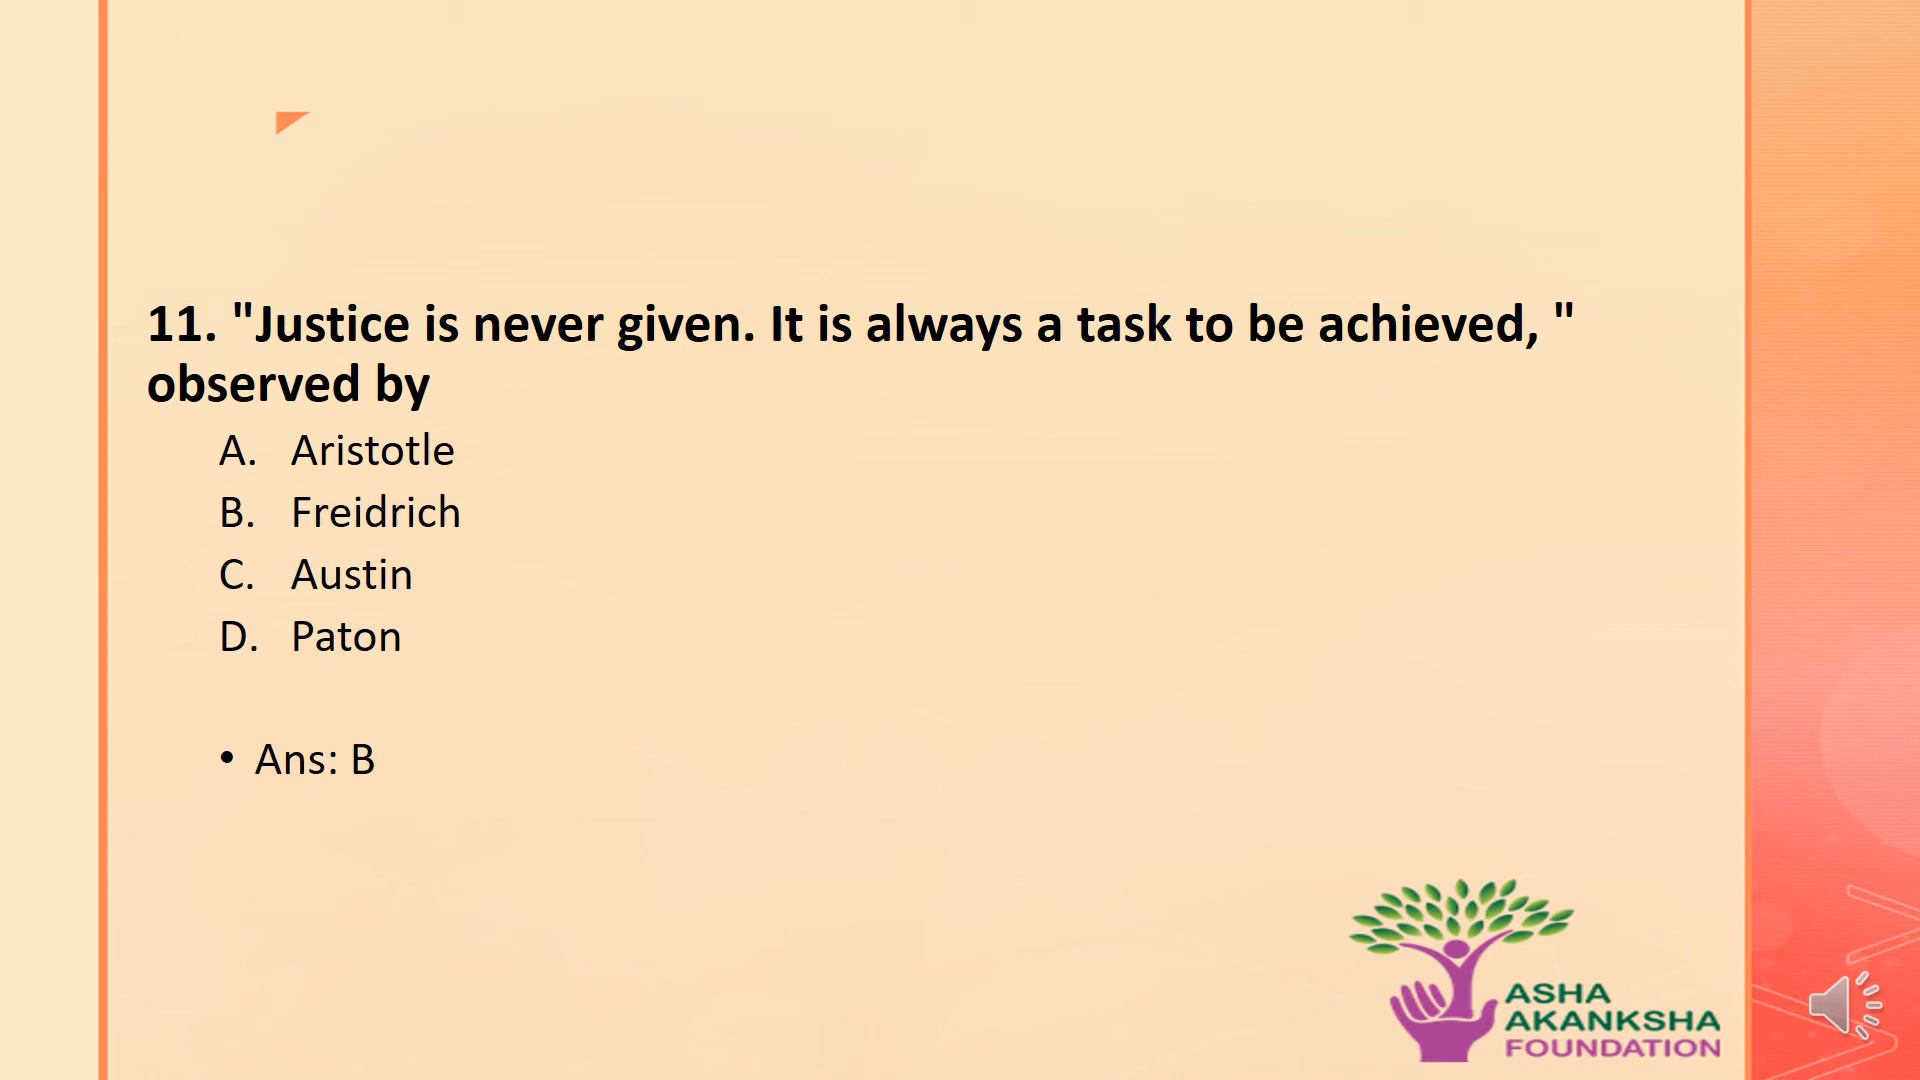 11. "Justice is never given. It is always a task to be achieved, "
observed by
A. Aristotle
B. Freidrich
C. Austin
D. Paton
• Ans: B
ASHA
AKANKSHA
FOUNDATION